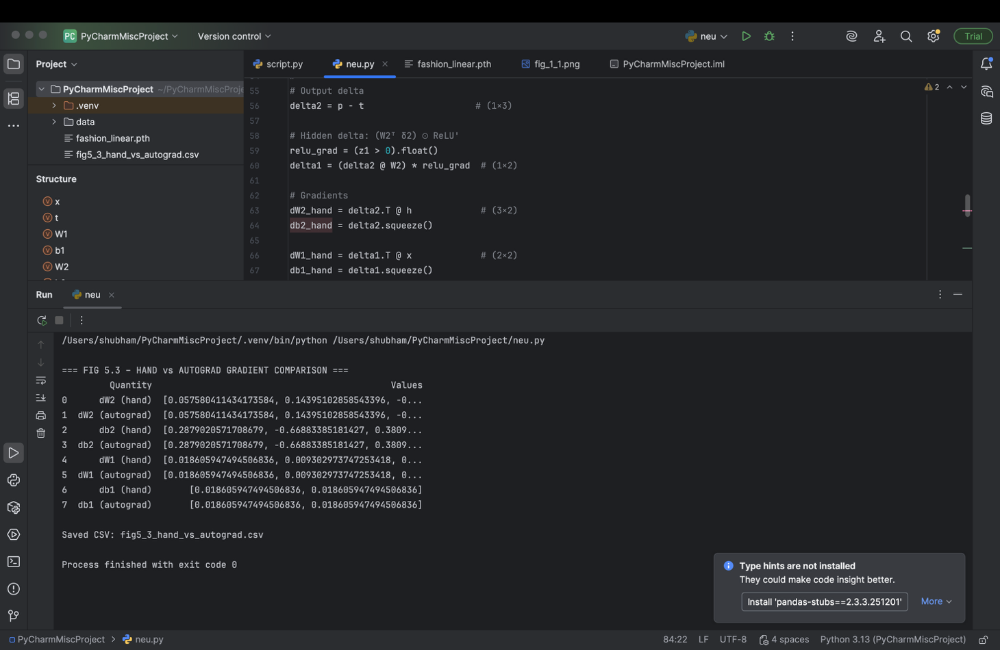 PC PyCharmMiscProject Version control neu Trial
Project
script.py neu.py fashion_linear.pth fig_1_1.png PyCharmMiscProject.iml
PyCharmMiscProject ~/PyCharmMiscProje
.venv
data
fashion_linear.pth
fig5_3_hand_vs_autograd.csv
Structure
x
t
W1
b1
W2
55 # Output delta
56 delta2 = p - t # (1×3)
57
58 # Hidden delta: (W2ᵀ δ2) ⊙ ReLU'
59 relu_grad = (z1 > 0).float()
60 delta1 = (delta2 @ W2) * relu_grad # (1×2)
61
62 # Gradients
63 dW2_hand = delta2.T @ h # (3×2)
64 db2_hand = delta2.squeeze()
65
66 dW1_hand = delta1.T @ x # (2×2)
67 db1_hand = delta1.squeeze()
2
Run neu
/Users/shubham/PyCharmMiscProject/.venv/bin/python /Users/shubham/PyCharmMiscProject/neu.py
=== FIG 5.3 – HAND vs AUTOGRAD GRADIENT COMPARISON ===
Quantity Values
0 dW2 (hand) [0.057580411434173584, 0.14395102858543396, -0...
1 dW2 (autograd) [0.057580411434173584, 0.14395102858543396, -0...
2 db2 (hand) [0.2879020571708679, -0.66883385181427, 0.3809...
3 db2 (autograd) [0.2879020571708679, -0.66883385181427, 0.3809...
4 dW1 (hand) [0.018605947494506836, 0.009302973747253418, 0...
5 dW1 (autograd) [0.018605947494506836, 0.009302973747253418, 0...
6 db1 (hand) [0.018605947494506836, 0.018605947494506836]
7 db1 (autograd) [0.018605947494506836, 0.018605947494506836]
Saved CSV: fig5_3_hand_vs_autograd.csv
Process finished with exit code 0
Type hints are not installed
They could make code insight better.
Install 'pandas-stubs==2.3.3.251201' More
PyCharmMiscProject > neu.py 84:22 LF UTF-8 4 spaces Python 3.13 (PyCharmMiscProject)